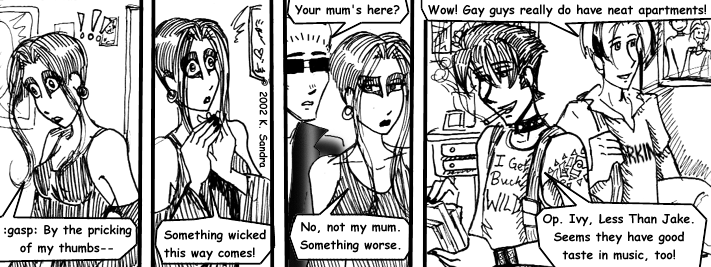 !!!
:gasp: By the pricking
of my thumbs--
Something wicked
this way comes!
© 2002 K. Sandra
Your mum's here?
No, not my mum.
Something worse.
Wow! Gay guys really do have neat apartments!
I Get
Buck
WILD
RKIN
Op. Ivy, Less Than Jake.
Seems they have good
taste in music, too!